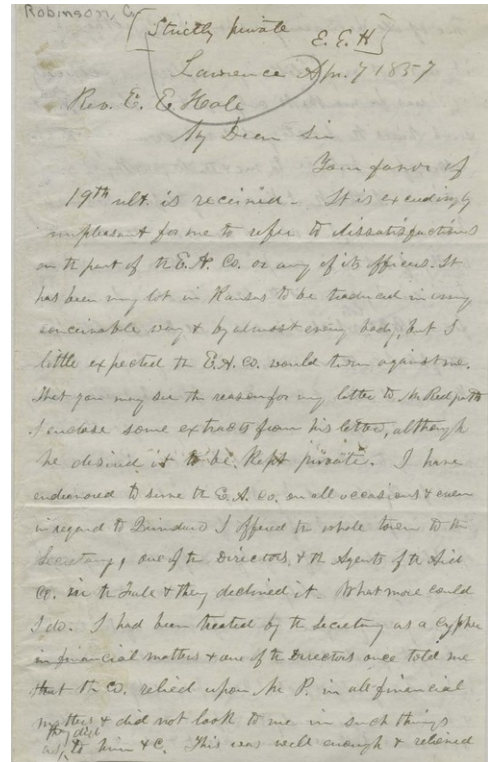 Robinson, C
[Strictly private E. E. H]
Lawrence Apr. 7 1857
Rev. E. E Hale
My Dear Sir
Your favor of
19th ult. is received - It is exceedingly
unpleasant for me to refer to dissatisfactions
on the part of the E. A. Co. or any of its officers. It
has been my lot in Kansas to be traduced in every
conceivable way & by almost every body, but I
little expected the E. A. co. would turn against me.
That you may see the reason for my letter to Mr Redpath
I enclose some extracts from his letter, although
he desired it to be kept private. I have
endeavored to serve the E. A. co. on all occasions & even
in regard to Quindaro I offered the whole town to the
Secretary, one of the Directors, & the Agents of the Aid
Co. in the & they declined it - What more could
I do. I had been treated by the Secretary as a cypher
in financial matters & one of the Directors once told me
that the Co. relied upon Mr P. in all financial
matters & did not look to me in such things
as they did to him &c. This was well enough & relieved